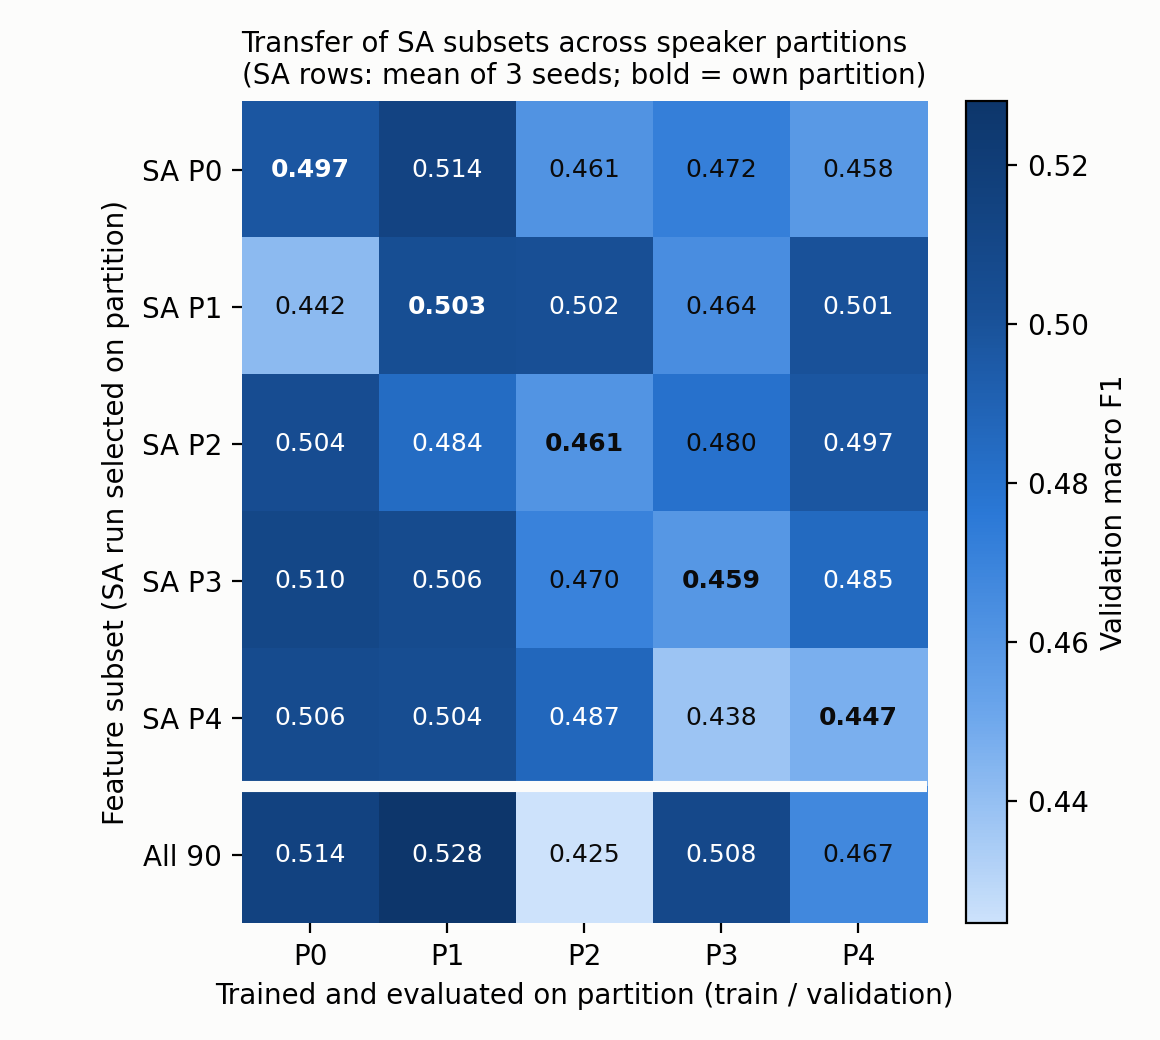 Transfer of SA subsets across speaker partitions
(SA rows: mean of 3 seeds; bold = own partition)
SA P0 0.497 0.514 0.461 0.472 0.458
SA P1 0.442 0.503 0.502 0.464 0.501
SA P2 0.504 0.484 0.461 0.480 0.497
SA P3 0.510 0.506 0.470 0.459 0.485
SA P4 0.506 0.504 0.487 0.438 0.447
All 90 0.514 0.528 0.425 0.508 0.467
P0 P1 P2 P3 P4
Trained and evaluated on partition (train / validation)
Feature subset (SA run selected on partition)
0.52
0.50
0.48
0.46
0.44
Validation macro F1